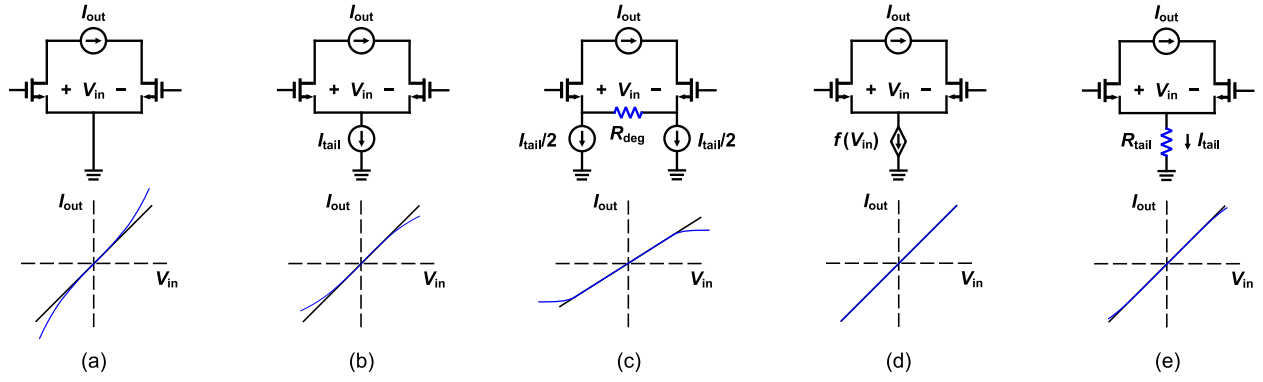 Iout
+ Vin −
Iout
(a)
Vin
Iout
+ Vin −
Itail
Iout
(b)
Vin
Iout
+ Vin −
Rdeg
Itail/2
Itail/2
Iout
(c)
Vin
Iout
+ Vin −
f(Vin)
Iout
(d)
Vin
Iout
+ Vin −
Rtail
Itail
Iout
(e)
Vin